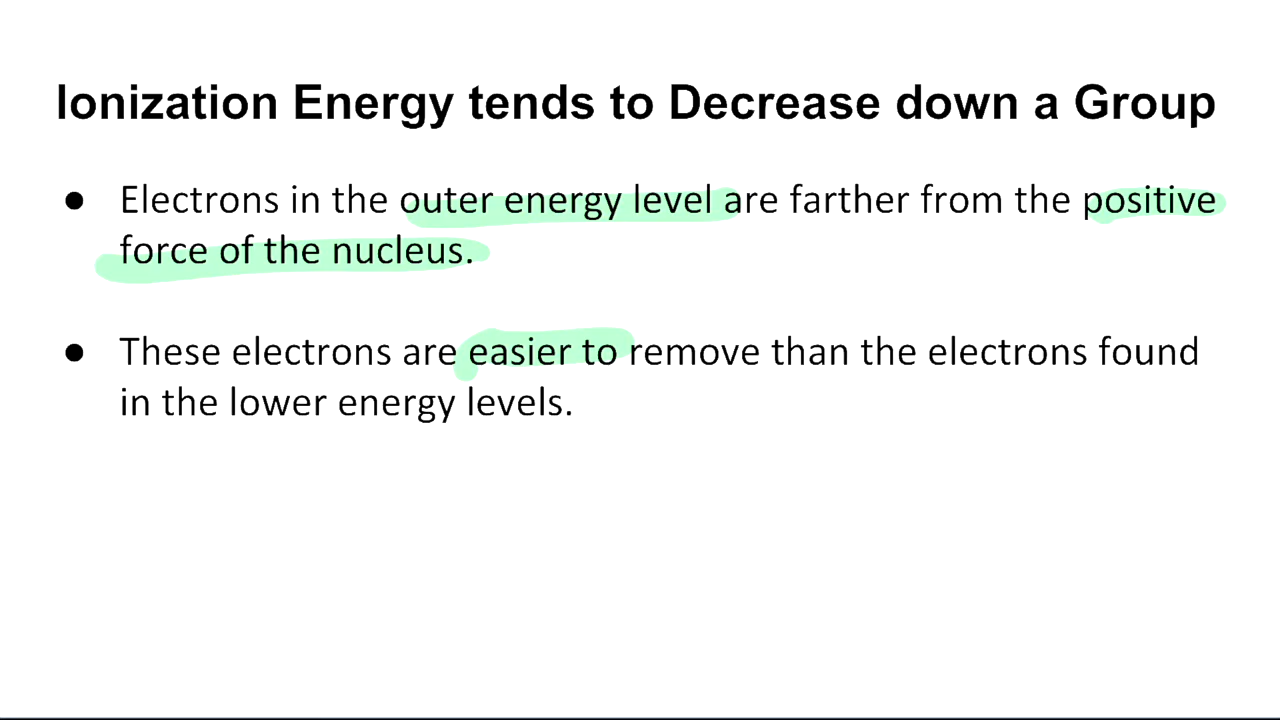 Ionization Energy tends to Decrease down a Group
● Electrons in the outer energy level are farther from the positive
force of the nucleus.
● These electrons are easier to remove than the electrons found
in the lower energy levels.